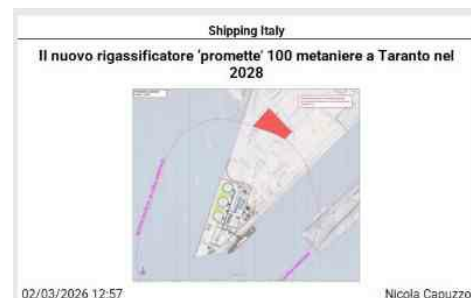 Shipping Italy
Il nuovo rigassificatore 'promette' 100 metaniere a Taranto nel
2028
02/03/2026 12:57
Nicola Capuzzo